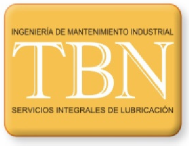 INGENIERÍA DE MANTENIMIENTO INDUSTRIAL
TBN
SERVICIOS INTEGRALES DE LUBRICACIÓN